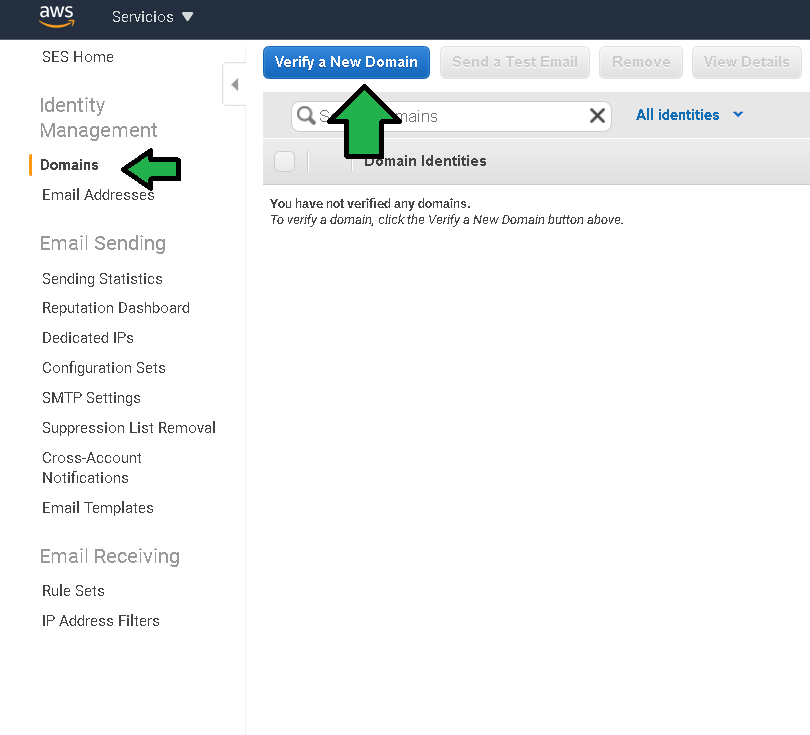 aws
Servicios
SES Home
Identity
Management
Domains
Email Addresses
Email Sending
Sending Statistics
Reputation Dashboard
Dedicated IPs
Configuration Sets
SMTP Settings
Suppression List Removal
Cross-Account
Notifications
Email Templates
Email Receiving
Rule Sets
IP Address Filters
Verify a New Domain
Send a Test Email
Remove
View Details
All identities
Domain Identities
You have not verified any domains.
To verify a domain, click the Verify a New Domain button above.